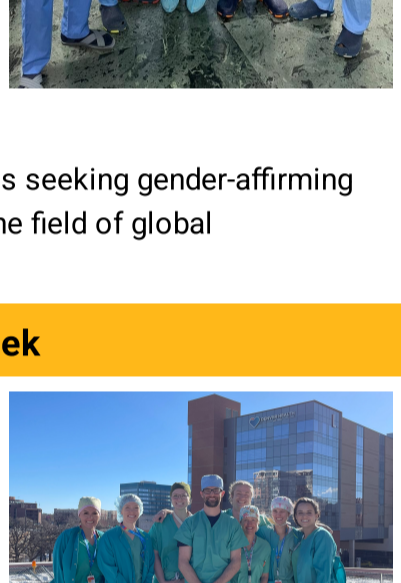 s seeking gender-affirming
he field of global
ek